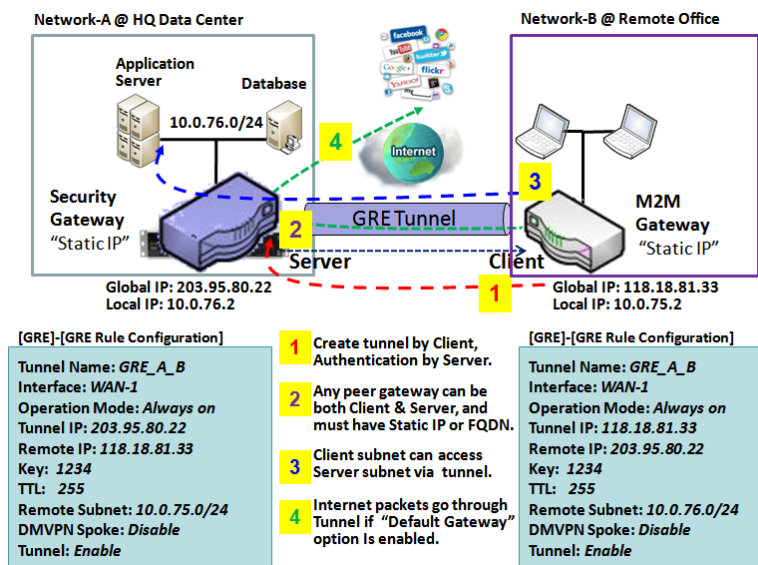 Network-A @ HQ Data Center
Network-B @ Remote Office
Application
Server
Database
10.0.76.0/24
facebook
YouTube
twitter
Google+
flickr
YAHOO!
my
4
Internet
3
Security
Gateway
"Static IP"
2
GRE Tunnel
M2M
Gateway
"Static IP"
Server
Client
1
Global IP: 203.95.80.22
Local IP: 10.0.76.2
Global IP: 118.18.81.33
Local IP: 10.0.75.2
[GRE]-[GRE Rule Configuration]
Tunnel Name: GRE_A_B
Interface: WAN-1
Operation Mode: Always on
Tunnel IP: 203.95.80.22
Remote IP: 118.18.81.33
Key: 1234
TTL: 255
Remote Subnet: 10.0.75.0/24
DMVPN Spoke: Disable
Tunnel: Enable
1 Create tunnel by Client,
Authentication by Server.
2 Any peer gateway can be
both Client & Server, and
must have Static IP or FQDN.
3 Client subnet can access
Server subnet via tunnel.
4 Internet packets go through
Tunnel if "Default Gateway"
option Is enabled.
[GRE]-[GRE Rule Configuration]
Tunnel Name: GRE_A_B
Interface: WAN-1
Operation Mode: Always on
Tunnel IP: 118.18.81.33
Remote IP: 203.95.80.22
Key: 1234
TTL: 255
Remote Subnet: 10.0.76.0/24
DMVPN Spoke: Disable
Tunnel: Enable